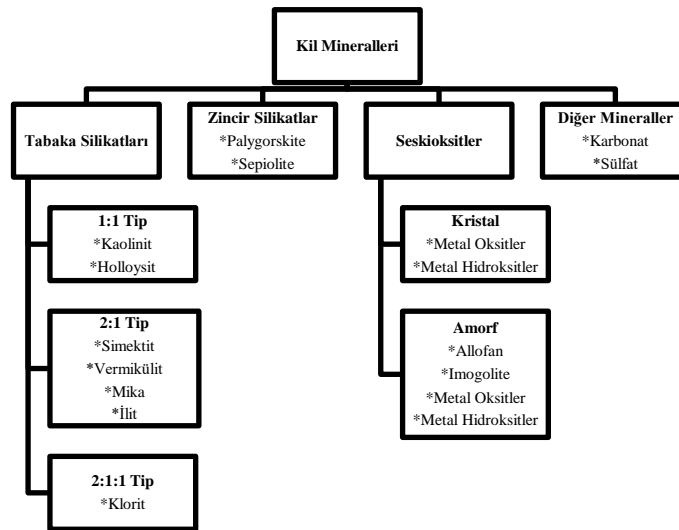 Kil Mineralleri
Tabaka Silikatları
Zincir Silikatlar
*Palygorskite
*Sepiolite
Seskioksitler
Diğer Mineraller
*Karbonat
*Sülfat
1:1 Tip
*Kaolinit
*Holloysit
2:1 Tip
*Simektit
*Vermikülit
*Mika
*İlit
2:1:1 Tip
*Klorit
Kristal
*Metal Oksitler
*Metal Hidroksitler
Amorf
*Allofan
*Imogolite
*Metal Oksitler
*Metal Hidroksitler